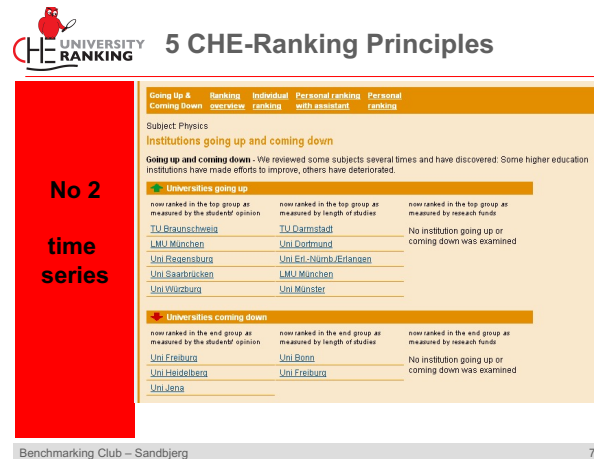 CHE UNIVERSITY RANKING
5 CHE-Ranking Principles
No 2
time
series
Going Up & Coming Down
Ranking overview
Individual ranking
Personal ranking with assistant
Personal ranking
Subject: Physics
Institutions going up and coming down
Going up and coming down - We reviewed some subjects several times and have discovered: Some higher education
institutions have made efforts to improve, others have deteriorated.
Universities going up
now ranked in the top group as
measured by the students' opinion
TU Braunschweig
LMU München
Uni Regensburg
Uni Saarbrücken
Uni Würzburg
now ranked in the top group as
measured by length of studies
TU Darmstadt
Uni Dortmund
Uni Erl.-Nürnb./Erlangen
LMU München
Uni Münster
now ranked in the top group as
measured by reseach funds
No institution going up or
coming down was examined
Universities coming down
now ranked in the end group as
measured by the students' opinion
Uni Freiburg
Uni Heidelberg
Uni Jena
now ranked in the end group as
measured by length of studies
Uni Bonn
Uni Freiburg
now ranked in the end group as
measured by reseach funds
No institution going up or
coming down was examined
Benchmarking Club – Sandbjerg
7